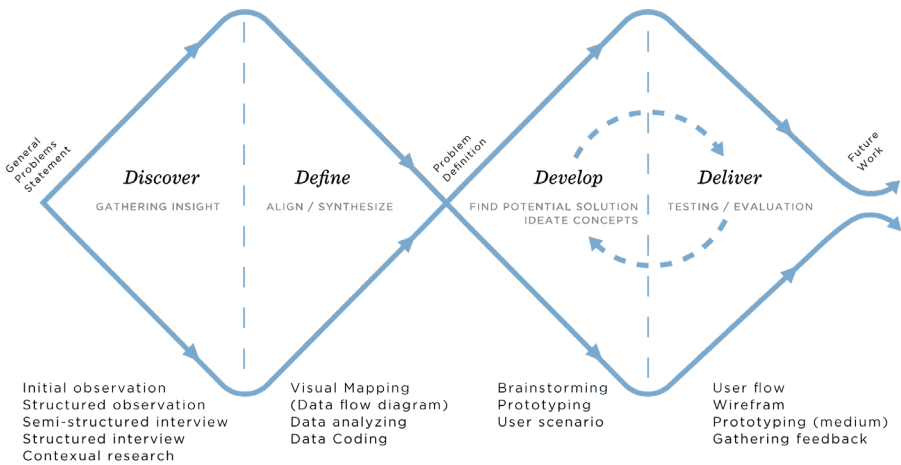 General
Problems
Statement
Discover
GATHERING INSIGHT
Define
ALIGN / SYNTHESIZE
Problem
Definition
Develop
FIND POTENTIAL SOLUTION
IDEATE CONCEPTS
Deliver
TESTING / EVALUATION
Future
Work
Initial observation
Structured observation
Semi-structured interview
Structured interview
Contexual research
Visual Mapping
(Data flow diagram)
Data analyzing
Data Coding
Brainstorming
Prototyping
User scenario
User flow
Wirefram
Prototyping (medium)
Gathering feedback